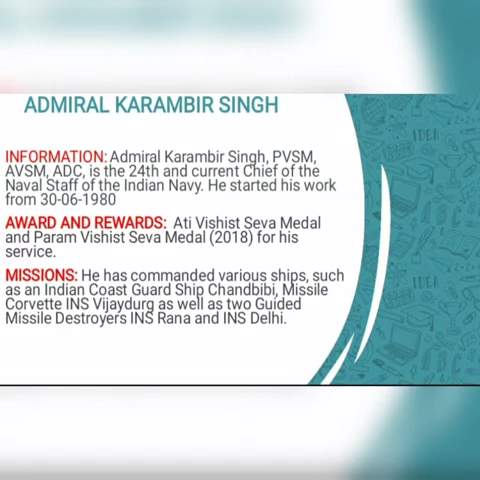 ADMIRAL KARAMBIR SINGH
INFORMATION: Admiral Karambir Singh, PVSM,
AVSM, ADC, is the 24th and current Chief of the
Naval Staff of the Indian Navy. He started his work
from 30-06-1980
AWARD AND REWARDS: Ati Vishist Seva Medal
and Param Vishist Seva Medal (2018) for his
service.
MISSIONS: He has commanded various ships, such
as an Indian Coast Guard Ship Chandbibi, Missile
Corvette INS Vijaydurg as well as two Guided
Missile Destroyers INS Rana and INS Delhi.
IDEA
IDEA